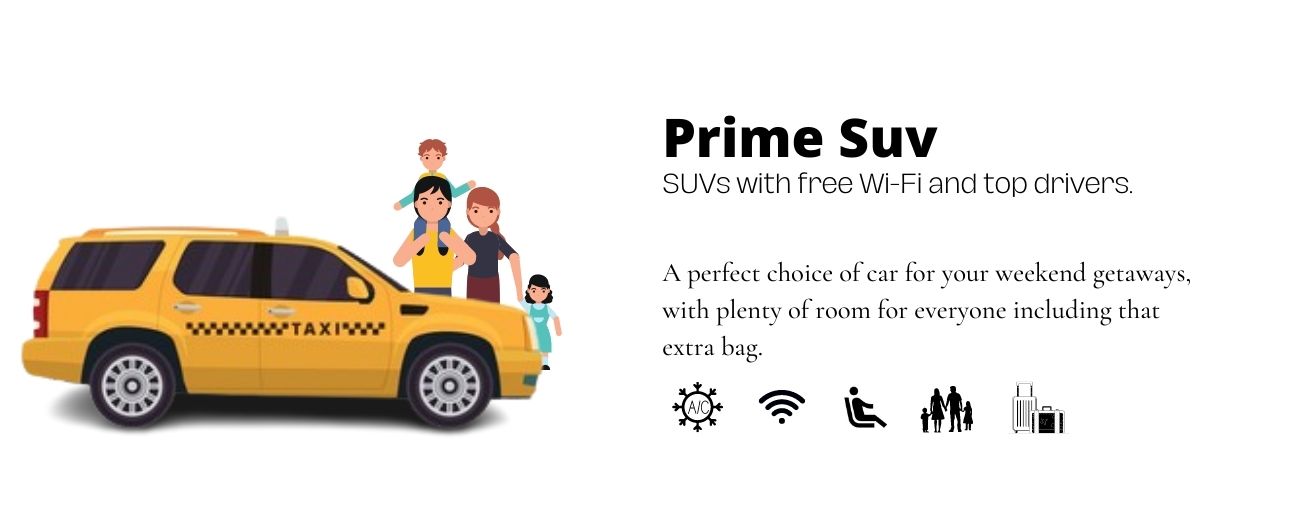 Prime Suv
SUVs with free Wi-Fi and top drivers.
A perfect choice of car for your weekend getaways,
with plenty of room for everyone including that
extra bag.
TAXI
A/C